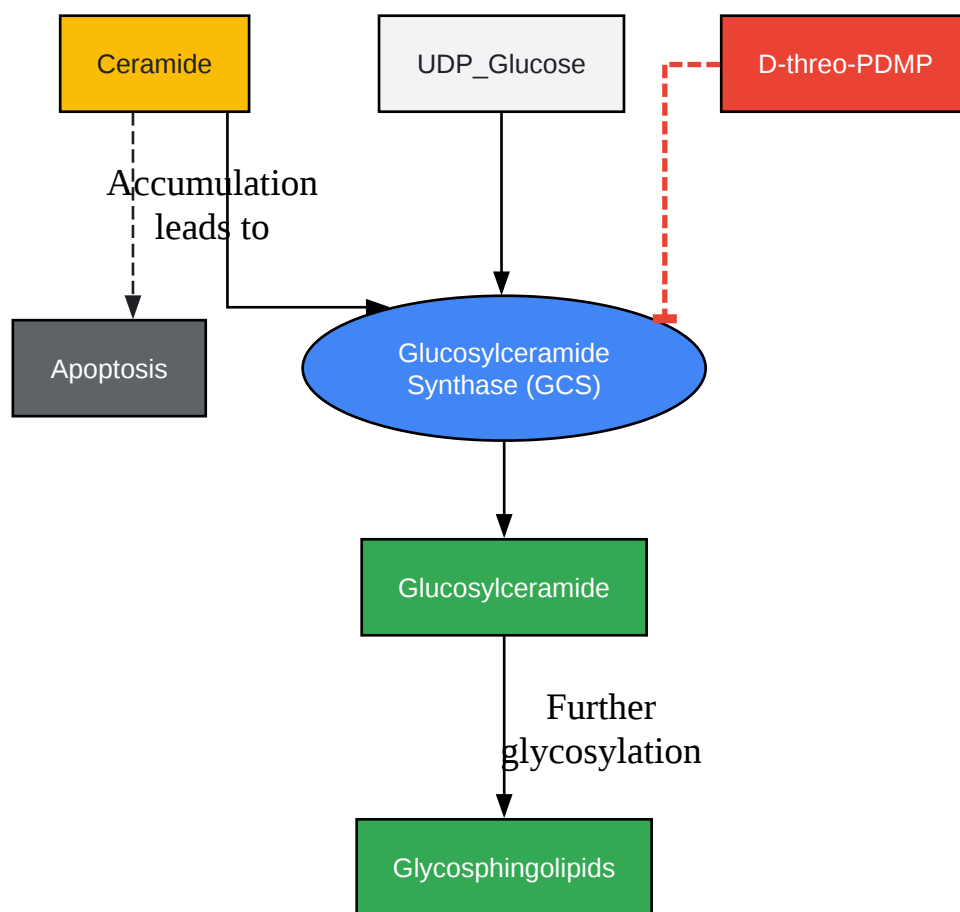 Ceramide
UDP_Glucose
D-threo-PDMP
Accumulation
leads to
Apoptosis
Glucosylceramide
Synthase (GCS)
Glucosylceramide
Further
glycosylation
Glycosphingolipids